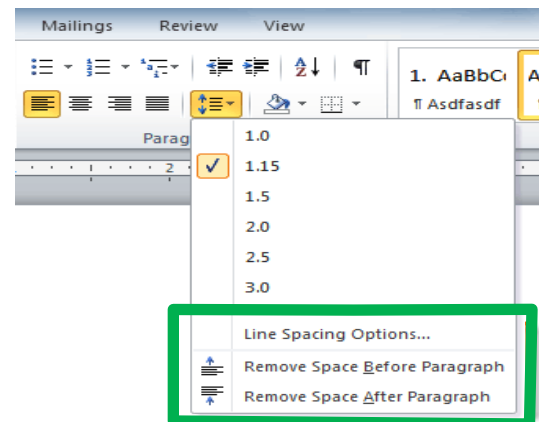 Mailings Review View
1. AaBbC
¶ Asdfasdf
Parag
2
1.0
1.15
1.5
2.0
2.5
3.0
Line Spacing Options...
Remove Space Before Paragraph
Remove Space After Paragraph